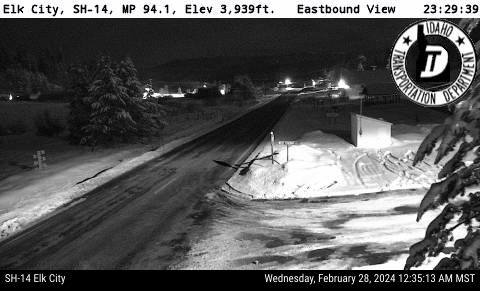 Elk City, SH-14, MP 94.1, Elev 3,939ft. Eastbound View 23:29:39
IDAHO
TRANSPORTATION DEPARTMENT
SH-14 Elk City Wednesday, February 28, 2024 12:35:13 AM MST